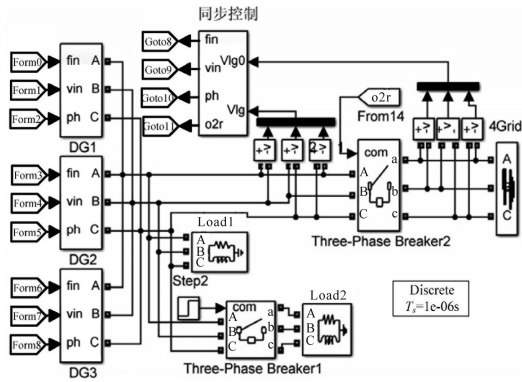 同步控制
Form0
Form1
Form2
fin A
vin B
ph C
DG1
Goto8
Goto9
Goto10
Goto11
fin
vin
ph
o2r
Vlg0
Vlg
o2r
From14
4Grid
A
C
Form3
Form4
Form5
fin A
vin B
ph C
DG2
com
A a
B b
C c
Three-Phase Breaker2
Load1
A
B
C
Step2
Form6
Form7
Form8
fin A
vin B
ph C
DG3
com
A a
B b
C c
Three-Phase Breaker1
Load2
a
b
c
Discrete
Ts=1e-06s